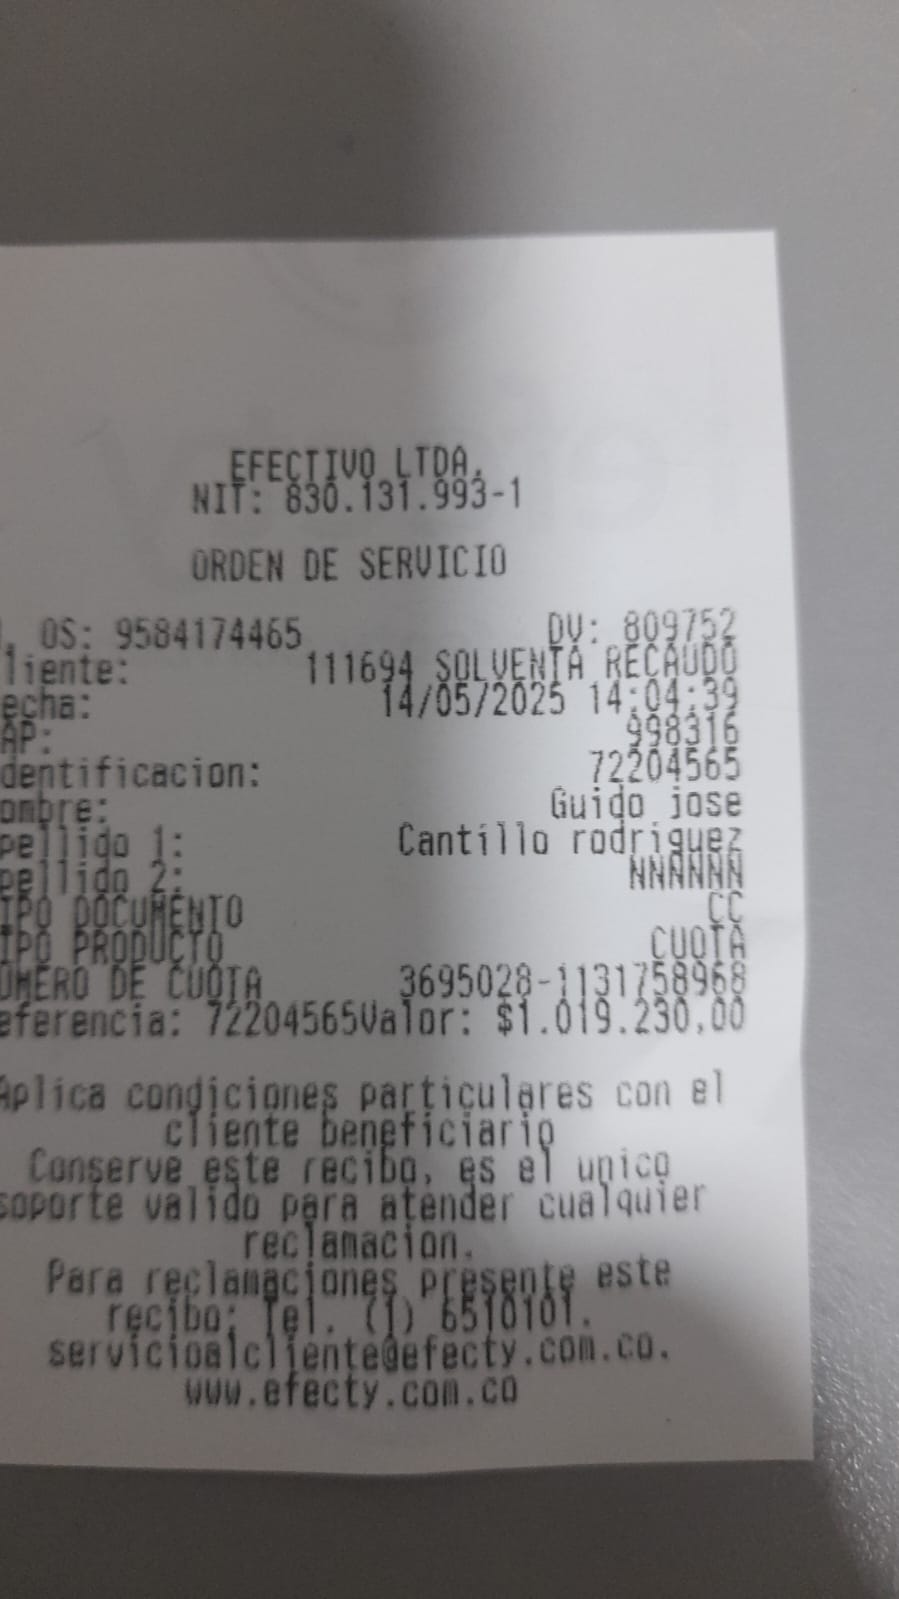 EFECTIVO LTDA.
NIT: 830.131.993-1
ORDEN DE SERVICIO
. OS: 9584174465 DV: 809752
liente: 111694 SOLVENTA RECAUDO
echa: 14/05/2025 14:04:39
AP: 998316
dentificacion: 72204565
ombre: Guido jose
pellido 1: Cantillo rodriguez
pellido 2: NNNNNN
IPO DOCUMENTO CC
IPO PRODUCTO CUOTA
UMERO DE CUOTA 3695028-1131758968
eferencia: 72204565Valor: $1.019.230,00
Aplica condiciones particulares con el
cliente beneficiario
Conserve este recibo, es el unico
soporte valido para atender cualquier
reclamacion.
Para reclamaciones presente este
recibo: Tel. (1) 6510101.
servicioalcliente@efecty.com.co.
www.efecty.com.co